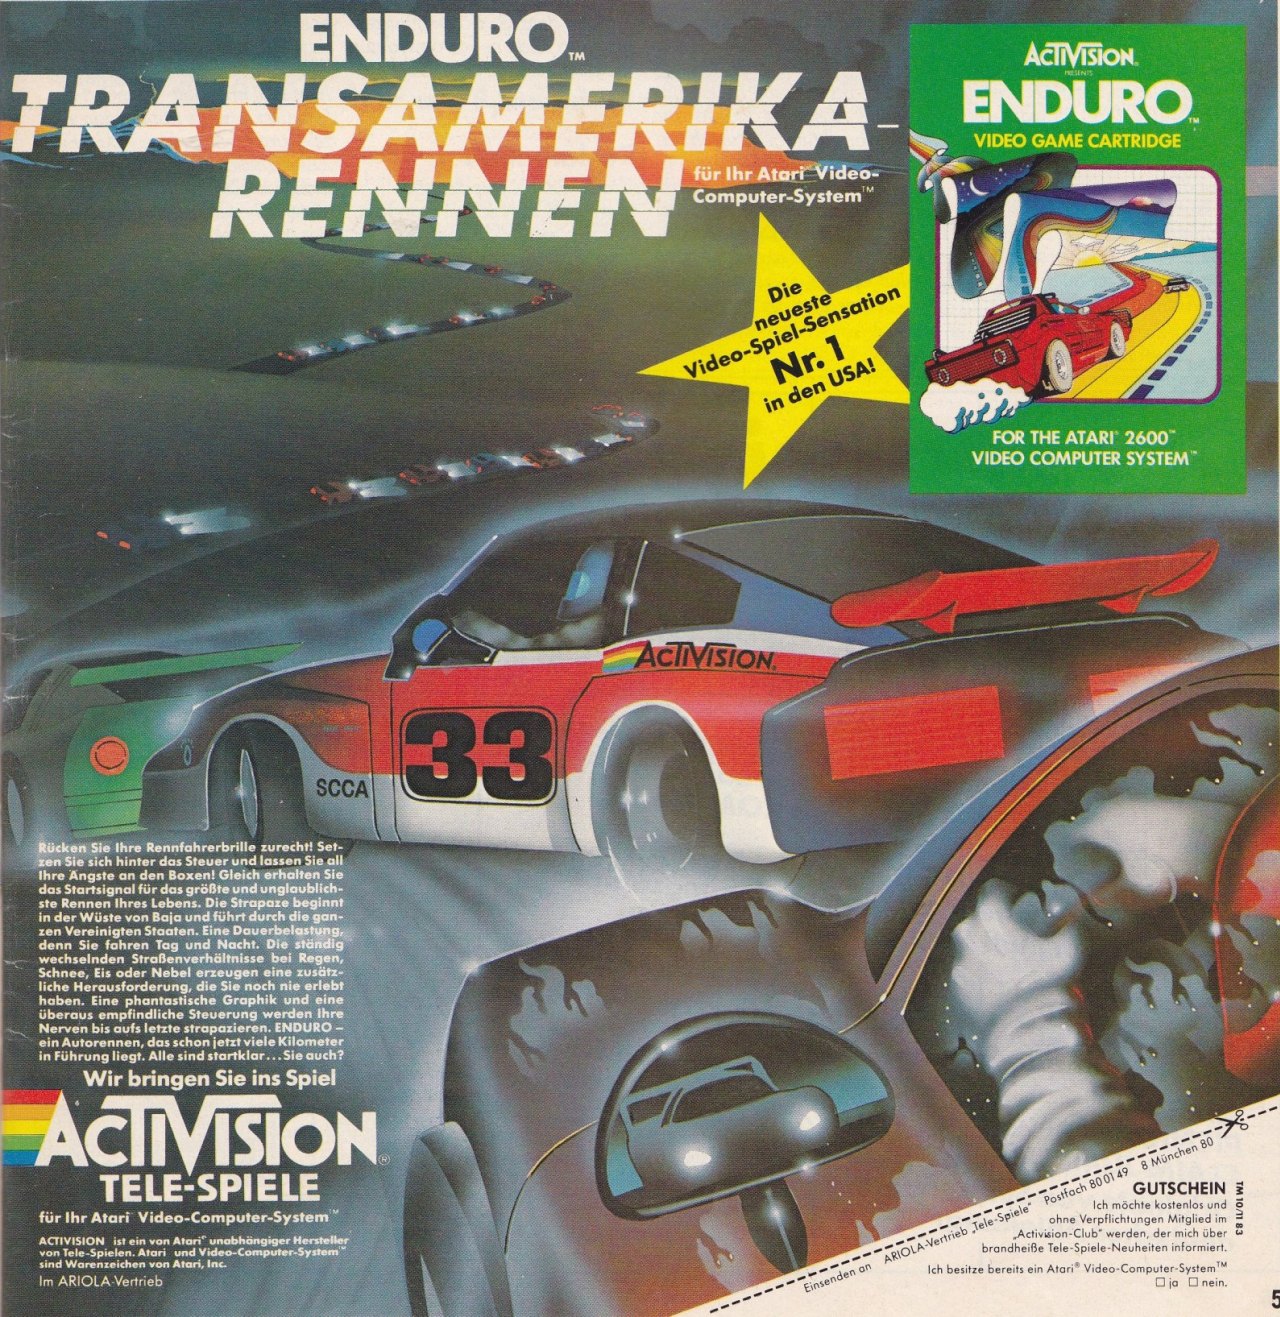 ENDURO™
TRANSAMERIKA-
RENNEN
für Ihr Atari™ Video-
Computer-System™
ACTIVISION®
PRESENTS
ENDURO™
VIDEO GAME CARTRIDGE
FOR THE ATARI® 2600™
VIDEO COMPUTER SYSTEM™
Die
neueste
Video-Spiel-Sensation
Nr. 1
in den USA!
ACTIVISION®
33
SCCA
Rücken Sie Ihre Rennfahrerbrille zurecht! Set-
zen Sie sich hinter das Steuer und lassen Sie all
Ihre Ängste an den Boxen! Gleich erhalten Sie
das Startsignal für das größte und unglaublich-
ste Rennen Ihres Lebens. Die Strapaze beginnt
in der Wüste von Baja und führt durch die gan-
zen Vereinigten Staaten. Eine Dauerbelastung,
denn Sie fahren Tag und Nacht. Die ständig
wechselnden Straßenverhältnisse bei Regen,
Schnee, Eis oder Nebel erzeugen eine zusätz-
liche Herausforderung, die Sie noch nie erlebt
haben. Eine phantastische Graphik und eine
überaus empfindliche Steuerung werden Ihre
Nerven bis aufs letzte strapazieren. ENDURO –
ein Autorennen, das schon jetzt viele Kilometer
in Führung liegt. Alle sind startklar... Sie auch?
Wir bringen Sie ins Spiel
ACTIVISION®
TELE-SPIELE
für Ihr Atari Video-Computer-System™
ACTIVISION ist ein von Atari® unabhängiger Hersteller
von Tele-Spielen. Atari und Video-Computer-System™
sind Warenzeichen von Atari, Inc.
Im ARIOLA-Vertrieb
Einsenden an ARIOLA-Vertrieb „Tele-Spiele" Postfach 80 01 49 8 München 80
GUTSCHEIN
Ich möchte kostenlos und
ohne Verpflichtungen Mitglied im
„Activision-Club" werden, der mich über
brandheiße Tele-Spiele-Neuheiten informiert.
Ich besitze bereits ein Atari® Video-Computer-System™
☐ ja ☐ nein.
TM 10/11 83
5